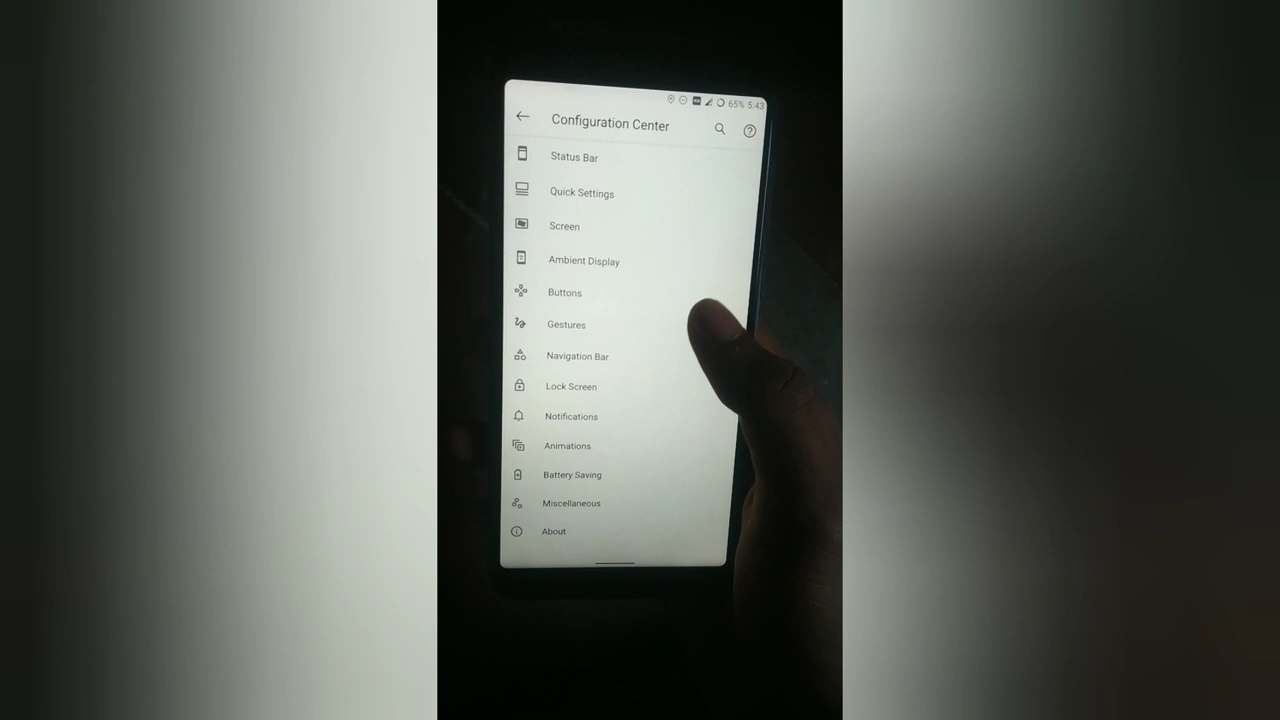 65% 5:43
Configuration Center
Status Bar
Quick Settings
Screen
Ambient Display
Buttons
Gestures
Navigation Bar
Lock Screen
Notifications
Animations
Battery Saving
Miscellaneous
About